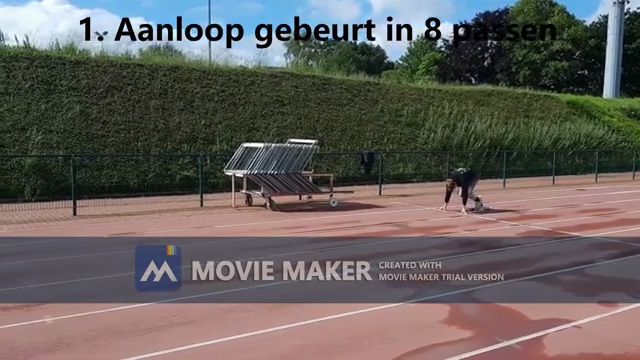 1. Aanloop gebeurt in 8 passen
MOVIE MAKER
CREATED WITH
MOVIE MAKER TRIAL VERSION